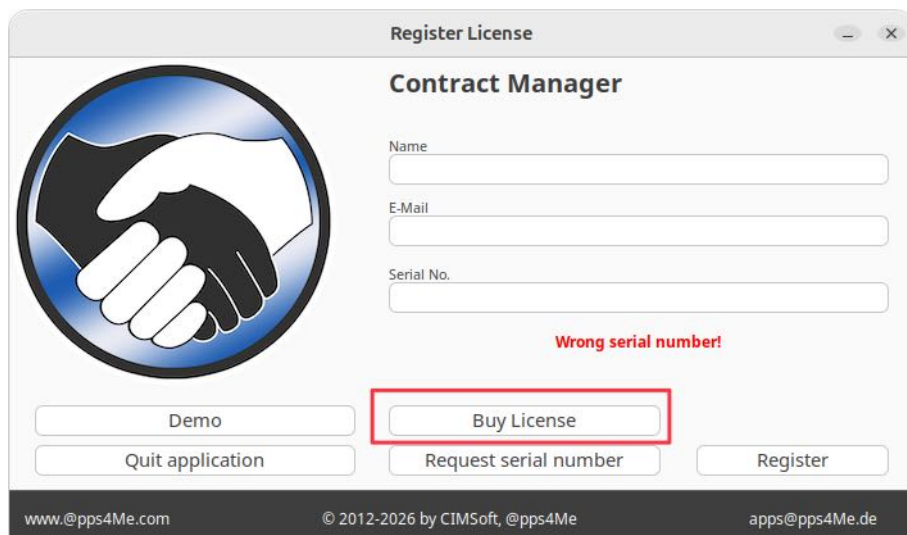 Register License
Contract Manager
Name
E-Mail
Serial No.
Wrong serial number!
Demo
Buy License
Quit application
Request serial number
Register
www.@pps4Me.com
© 2012-2026 by CIMSoft, @pps4Me
apps@pps4Me.de